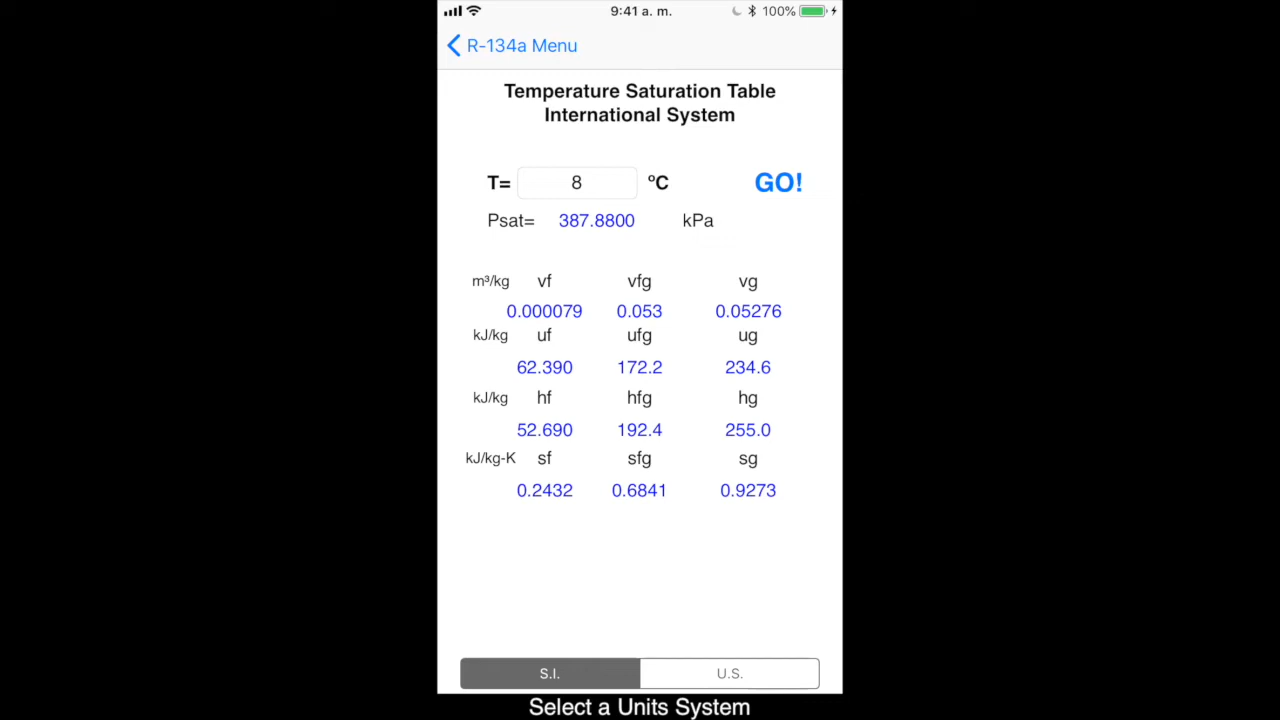 9:41 a. m. 100%
R-134a Menu
Temperature Saturation Table
International System
T= 8 ºC GO!
Psat= 387.8800 kPa
m³/kg vf vfg vg
0.000079 0.053 0.05276
kJ/kg uf ufg ug
62.390 172.2 234.6
kJ/kg hf hfg hg
52.690 192.4 255.0
kJ/kg-K sf sfg sg
0.2432 0.6841 0.9273
S.I. U.S.
Select a Units System